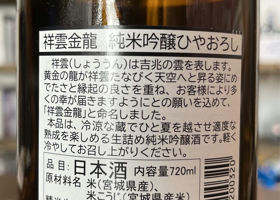 祥雲金龍 純米吟醸ひやおろし
祥雲(しょううん)は吉兆の雲を表します。
黄金の龍が祥雲たなびく天空へと昇る姿にめ
でたさと縁起の良さを重ね、お客様により多
くの幸が届きますようにとの願いを込めて、
「祥雲金龍」と命名しました。
本品は、冷涼な蔵でひと夏を越させ適度な
熟成を楽しめる生詰め純米吟醸酒です。軽く
冷やしてお召し上がりください。
品目 日本酒 内容量720ml
原材料名 米(宮城県産)、
米こうじ(宮城県産米)
200520